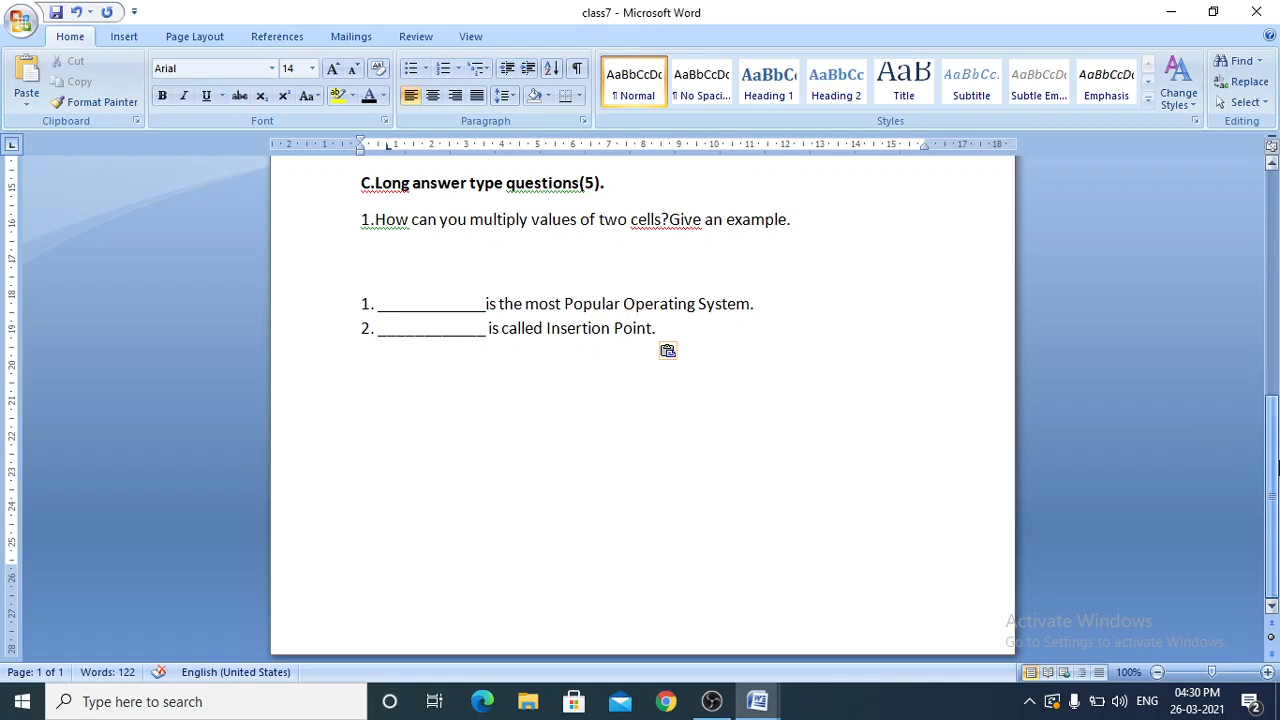 class7 - Microsoft Word
Home Insert Page Layout References Mailings Review View
Paste
Cut
Copy
Format Painter
Clipboard
Arial 14
B I U abc x₂ x² Aa
Font
Paragraph
AaBbCcDc AaBbCcDc AaBbC AaBbCc AaB AaBbCc. AaBbCcDc AaBbCcDc
¶ Normal ¶ No Spaci... Heading 1 Heading 2 Title Subtitle Subtle Em... Emphasis
Styles
Change Styles
Find
Replace
Select
Editing
C.Long answer type questions(5).
1.How can you multiply values of two cells?Give an example.
1. _____________is the most Popular Operating System.
2. _____________ is called Insertion Point.
Activate Windows
Go to Settings to activate Windows.
Page: 1 of 1 Words: 122 English (United States) 100%
Type here to search
ENG
04:30 PM
26-03-2021
2